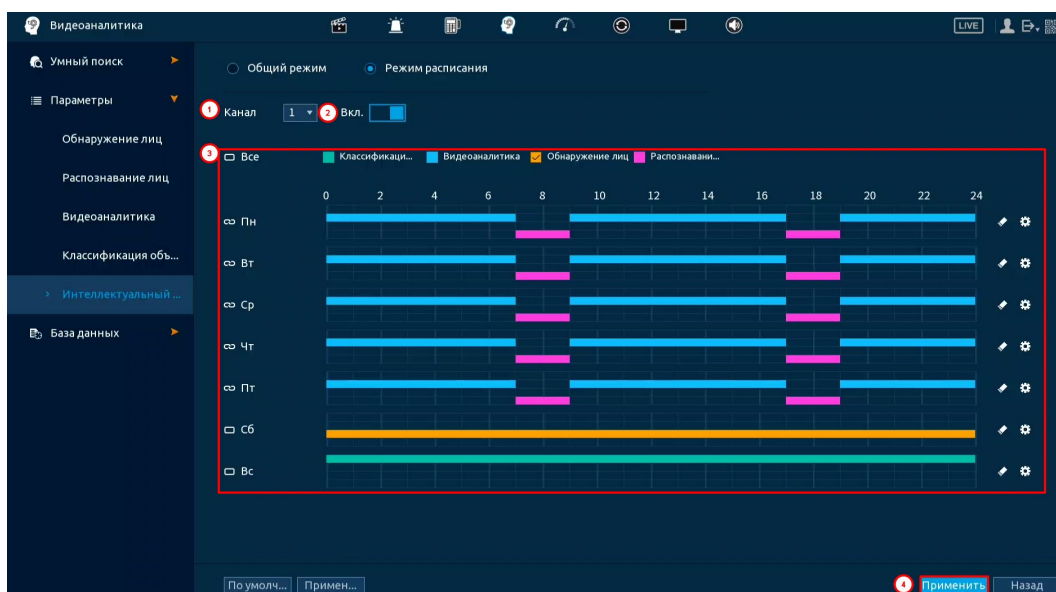 Видеоаналитика LIVE
Умный поиск
Параметры
Обнаружение лиц
Распознавание лиц
Видеоаналитика
Классификация объ...
Интеллектуальный ...
База данных
Общий режим Режим расписания
1 Канал 1 2 Вкл.
3 Все Классификаци... Видеоаналитика Обнаружение лиц Распознавани...
0 2 4 6 8 10 12 14 16 18 20 22 24
Пн
Вт
Ср
Чт
Пт
Сб
Вс
По умолч... Примен... 4 Применить Назад